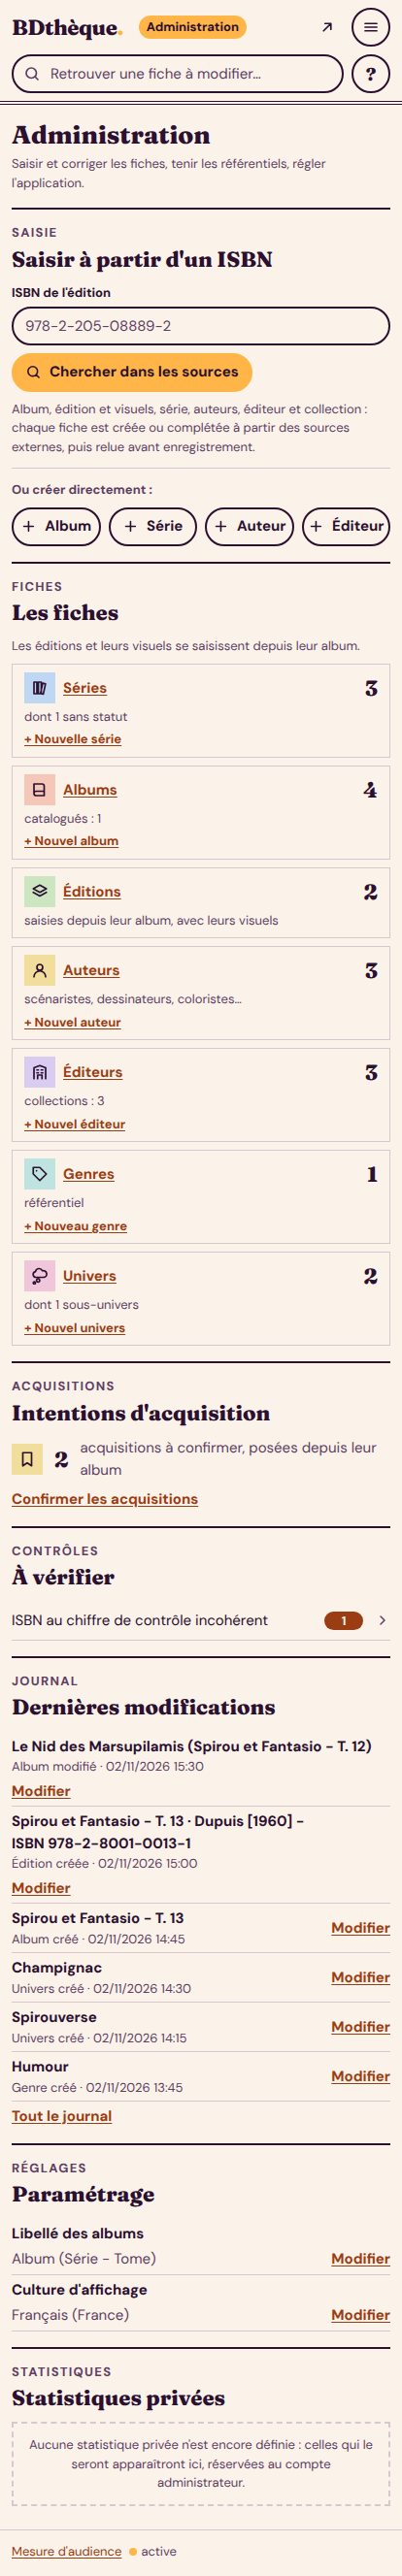 BDthèque.
Administration
Retrouver une fiche à modifier...
?
Administration
Saisir et corriger les fiches, tenir les référentiels, régler
l'application.
SAISIE
Saisir à partir d'un ISBN
ISBN de l'édition
978-2-205-08889-2
Chercher dans les sources
Album, édition et visuels, série, auteurs, éditeur et collection :
chaque fiche est créée ou complétée à partir des sources
externes, puis relue avant enregistrement.
Ou créer directement :
+ Album + Série + Auteur + Éditeur
FICHES
Les fiches
Les éditions et leurs visuels se saisissent depuis leur album.
Séries 3
dont 1 sans statut
+ Nouvelle série
Albums 4
catalogués : 1
+ Nouvel album
Éditions 2
saisies depuis leur album, avec leurs visuels
Auteurs 3
scénaristes, dessinateurs, coloristes...
+ Nouvel auteur
Éditeurs 3
collections : 3
+ Nouvel éditeur
Genres 1
référentiel
+ Nouveau genre
Univers 2
dont 1 sous-univers
+ Nouvel univers
ACQUISITIONS
Intentions d'acquisition
2 acquisitions à confirmer, posées depuis leur
album
Confirmer les acquisitions
CONTRÔLES
À vérifier
ISBN au chiffre de contrôle incohérent 1
JOURNAL
Dernières modifications
Le Nid des Marsupilamis (Spirou et Fantasio - T. 12)
Album modifié · 02/11/2026 15:30
Modifier
Spirou et Fantasio - T. 13 · Dupuis [1960] -
ISBN 978-2-8001-0013-1
Édition créée · 02/11/2026 15:00
Modifier
Spirou et Fantasio - T. 13
Album créé · 02/11/2026 14:45
Modifier
Champignac
Univers créé · 02/11/2026 14:30
Modifier
Spirouverse
Univers créé · 02/11/2026 14:15
Modifier
Humour
Genre créé · 02/11/2026 13:45
Modifier
Tout le journal
RÉGLAGES
Paramétrage
Libellé des albums
Album (Série - Tome) Modifier
Culture d'affichage
Français (France) Modifier
STATISTIQUES
Statistiques privées
Aucune statistique privée n'est encore définie : celles qui le
seront apparaîtront ici, réservées au compte
administrateur.
Mesure d'audience active